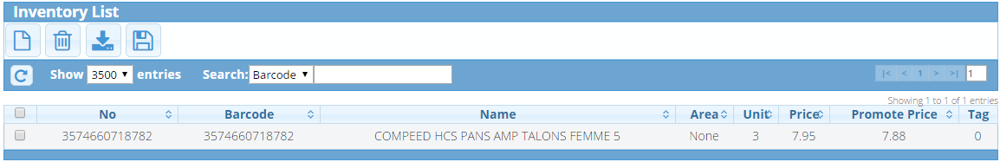 Inventory List
Show 3500 entries Search: Barcode |< < 1 > >| 1
Showing 1 to 1 of 1 entries
No Barcode Name Area Unit Price Promote Price Tag
3574660718782 3574660718782 COMPEED HCS PANS AMP TALONS FEMME 5 None 3 7.95 7.88 0